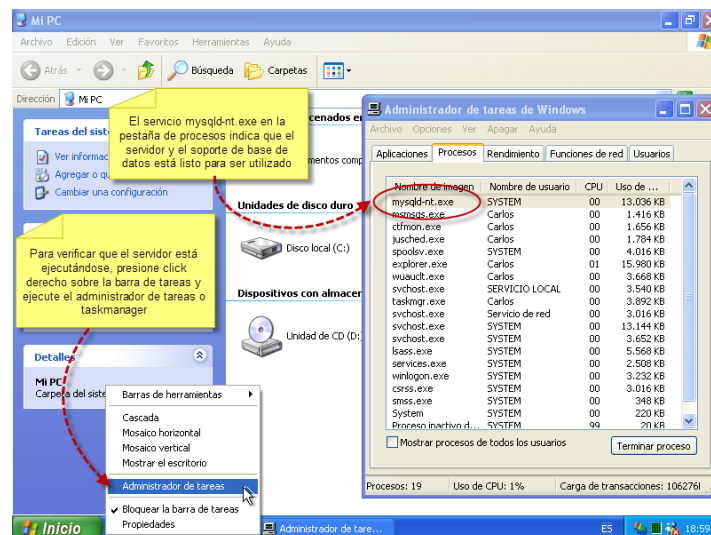 Mi PC
Archivo Edición Ver Favoritos Herramientas Ayuda
Atrás Búsqueda Carpetas
Dirección Mi PC
Tareas del sist
Ver informac
Agregar o qu
Cambiar una configuración
El servicio mysqld-nt.exe en la
pestaña de procesos indica que el
servidor y el soporte de base de
datos está listo para ser utilizado
cenados e
mentos comp
Unidades de disco duro
Disco local (C:)
Dispositivos con almacer
Unidad de CD (D:)
Para verificar que el servidor está
ejecutándose, presione click
derecho sobre la barra de tareas y
ejecute el administrador de tareas o
taskmanager
Detalles
Mi PC
Carpeta del siste
Barras de herramientas
Cascada
Mosaico horizontal
Mosaico vertical
Mostrar el escritorio
Administrador de tareas
Bloquear la barra de tareas
Propiedades
Administrador de tareas de Windows
Archivo Opciones Ver Apagar Ayuda
Aplicaciones Procesos Rendimiento Funciones de red Usuarios
Nombre de imagen Nombre de usuario CPU Uso de ...
mysqld-nt.exe SYSTEM 00 13.036 KB
msmsgs.exe Carlos 00 1.416 KB
ctfmon.exe Carlos 00 1.656 KB
jusched.exe Carlos 00 1.784 KB
spoolsv.exe SYSTEM 00 4.016 KB
explorer.exe Carlos 01 15.980 KB
wuauclt.exe Carlos 00 3.668 KB
svchost.exe SERVICIO LOCAL 00 3.540 KB
taskmgr.exe Carlos 00 3.892 KB
svchost.exe Servicio de red 00 3.016 KB
svchost.exe SYSTEM 00 13.144 KB
svchost.exe SYSTEM 00 3.652 KB
lsass.exe SYSTEM 00 5.568 KB
services.exe SYSTEM 00 2.508 KB
winlogon.exe SYSTEM 00 3.232 KB
csrss.exe SYSTEM 00 3.016 KB
smss.exe SYSTEM 00 348 KB
System SYSTEM 00 220 KB
Proceso inactivo d... SYSTEM 99 20 KB
Mostrar procesos de todos los usuarios
Terminar proceso
Procesos: 19 Uso de CPU: 1% Carga de transacciones: 106276
Inicio
Administrador de tare...
ES 18:59